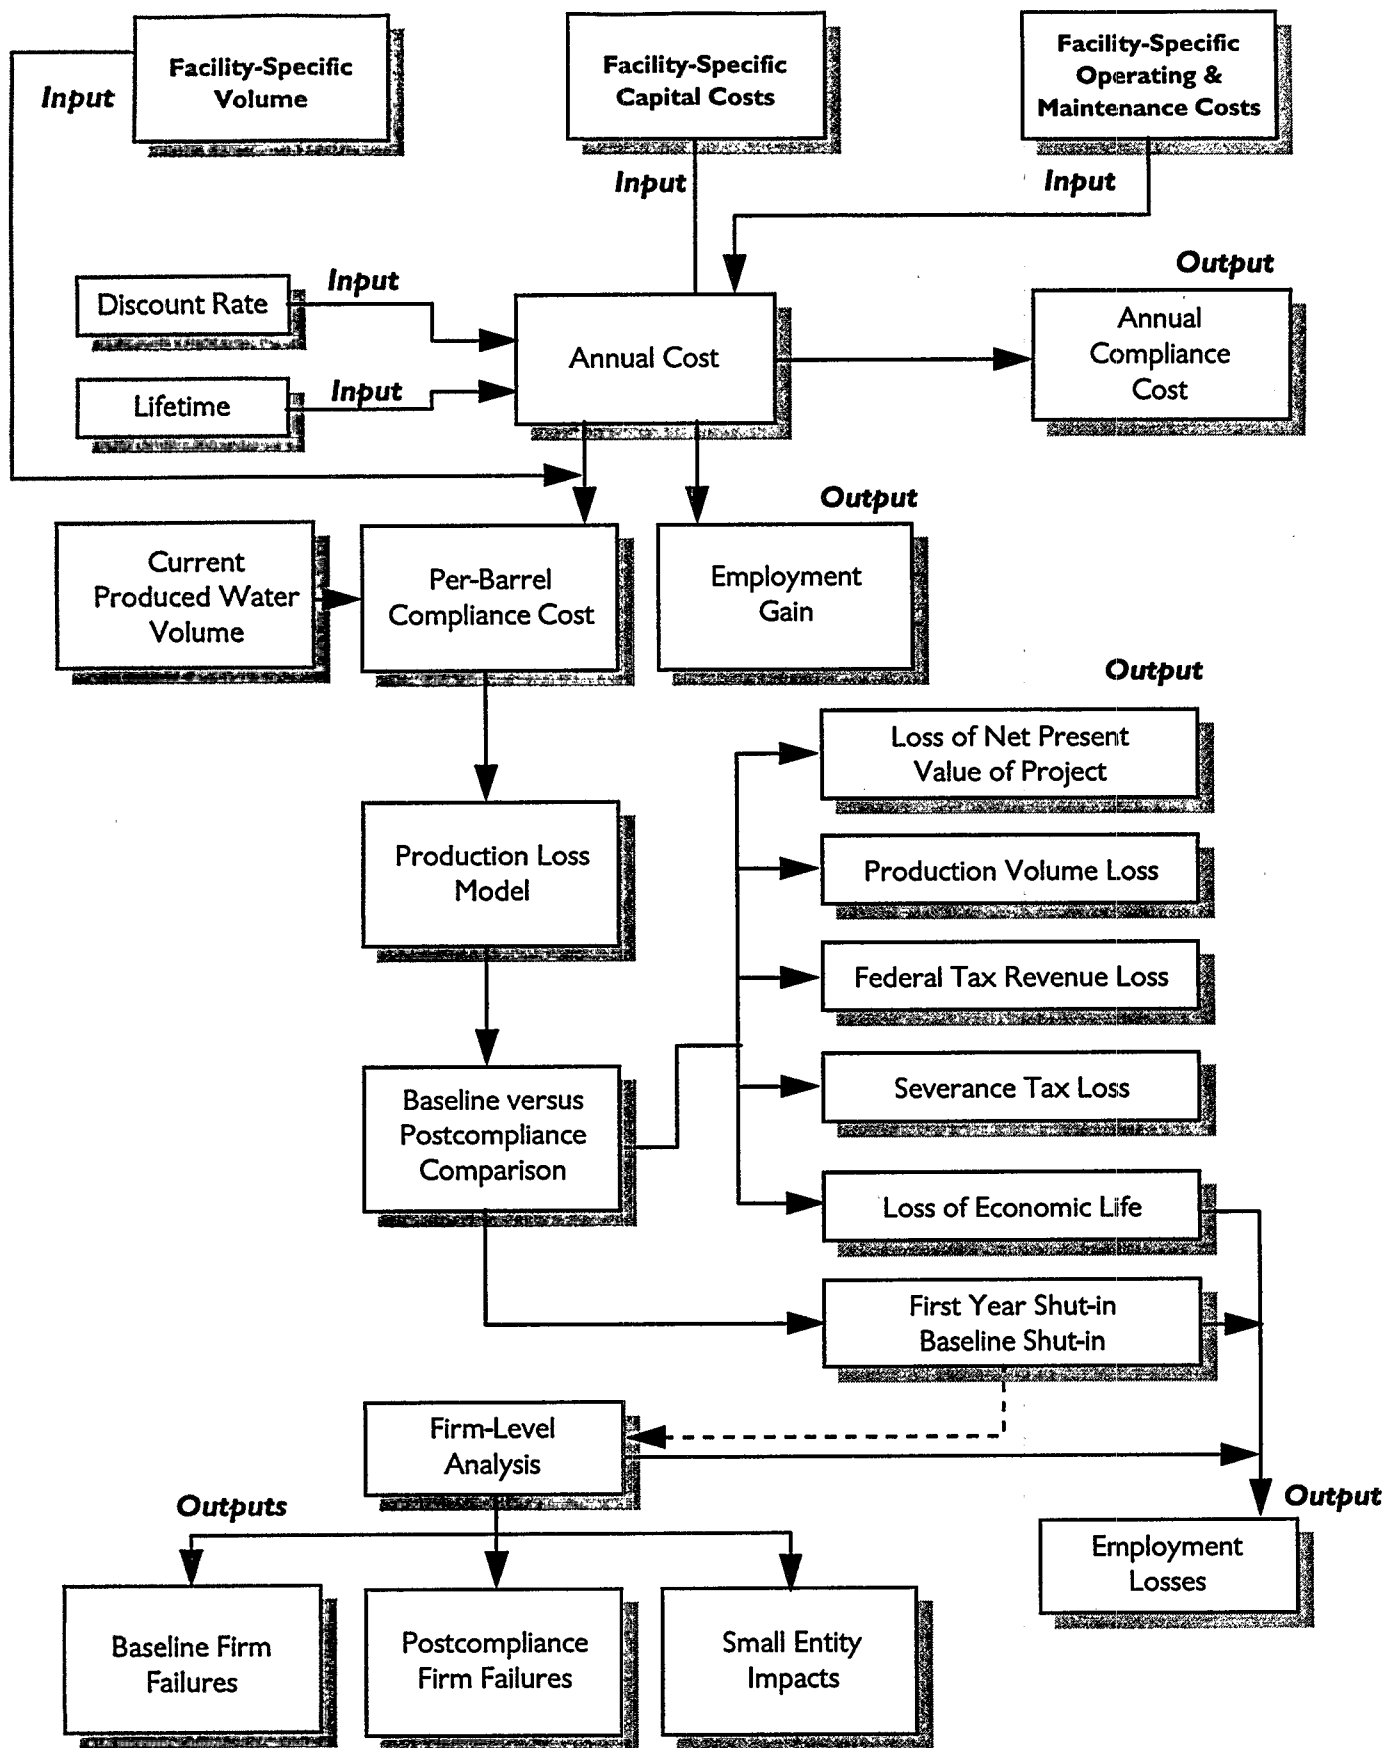 Facility-Specific
Volume
Input
Facility-Specific
Capital Costs
Input
Facility-Specific
Operating &
Maintenance Costs
Input
Discount Rate
Input
Lifetime
Input
Annual Cost
Output
Annual
Compliance
Cost
Current
Produced Water
Volume
Per-Barrel
Compliance Cost
Output
Employment
Gain
Output
Loss of Net Present
Value of Project
Production Loss
Model
Production Volume Loss
Federal Tax Revenue Loss
Baseline versus
Postcompliance
Comparison
Severance Tax Loss
Loss of Economic Life
First Year Shut-in
Baseline Shut-in
Firm-Level
Analysis
Outputs
Output
Employment
Losses
Baseline Firm
Failures
Postcompliance
Firm Failures
Small Entity
Impacts